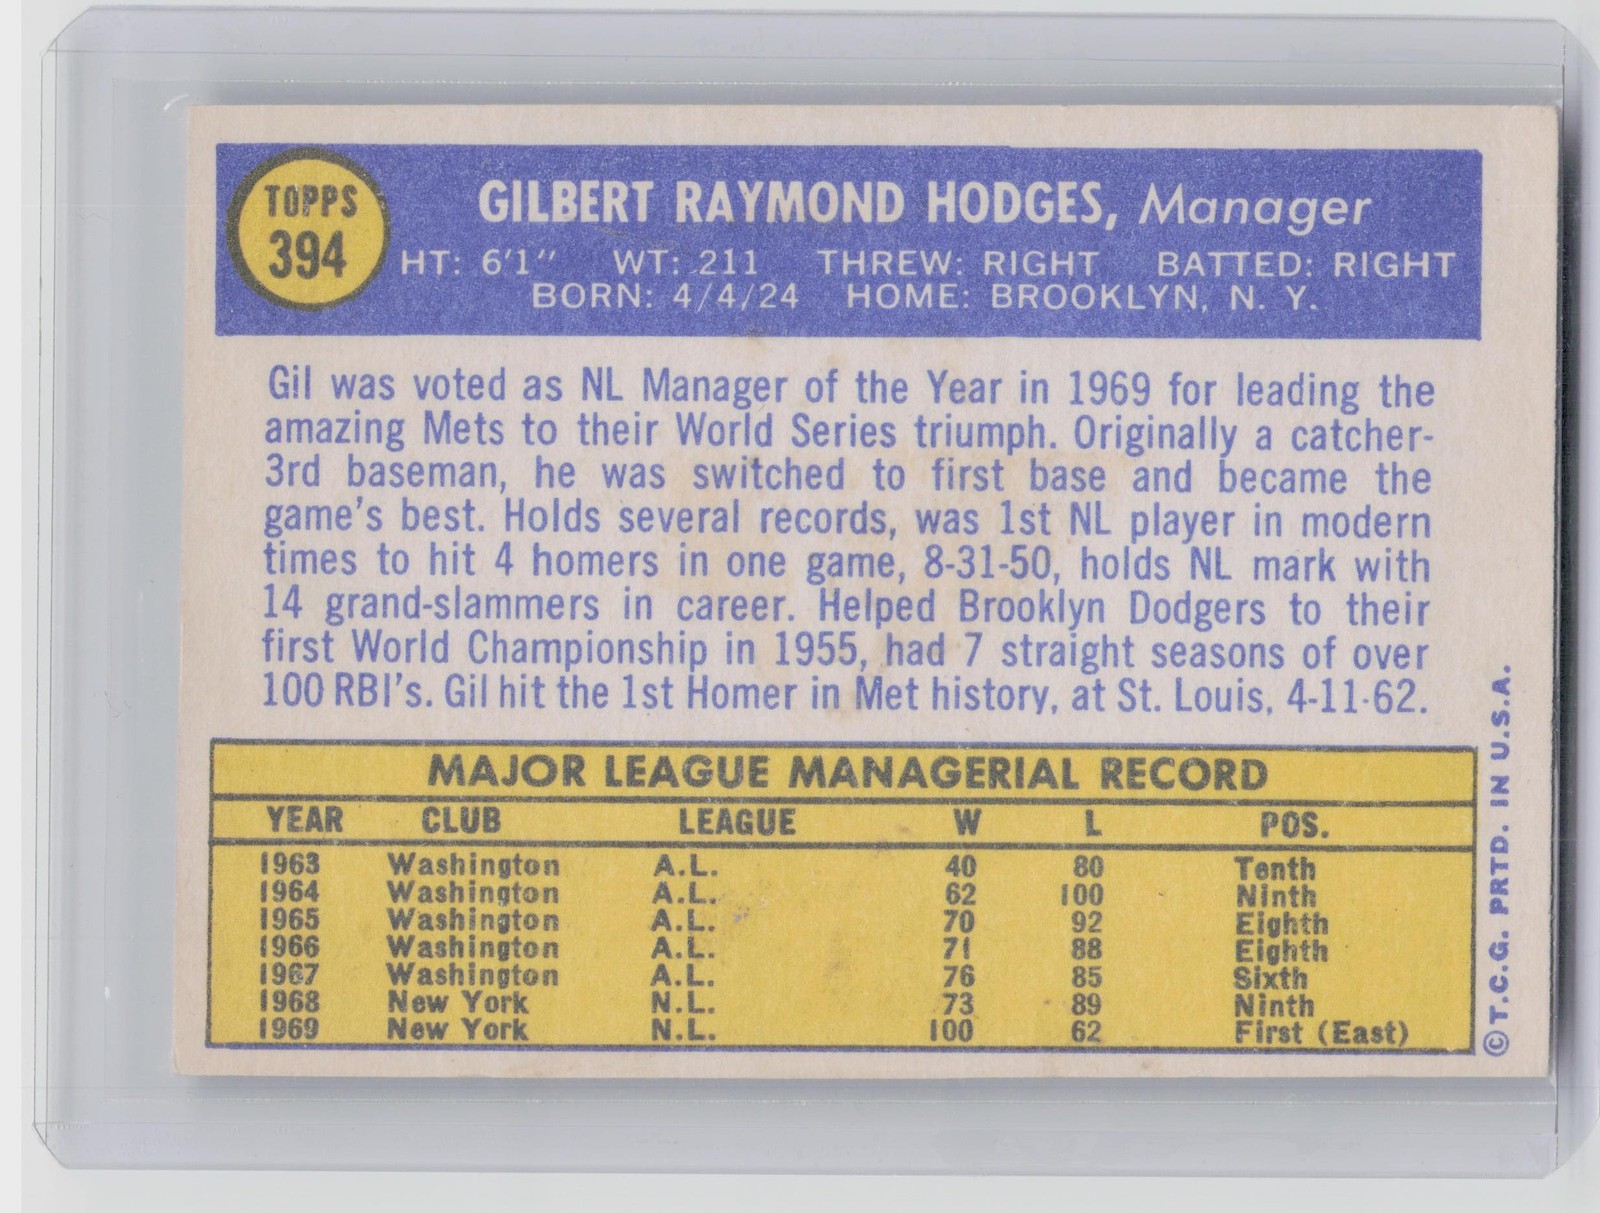 TOPPS
394
GILBERT RAYMOND HODGES, Manager
HT: 6'1" WT: 211 THREW: RIGHT BATTED: RIGHT
BORN: 4/4/24 HOME: BROOKLYN, N. Y.
Gil was voted as NL Manager of the Year in 1969 for leading the
amazing Mets to their World Series triumph. Originally a catcher-
3rd baseman, he was switched to first base and became the
game's best. Holds several records, was 1st NL player in modern
times to hit 4 homers in one game, 8-31-50, holds NL mark with
14 grand-slammers in career. Helped Brooklyn Dodgers to their
first World Championship in 1955, had 7 straight seasons of over
100 RBI's. Gil hit the 1st Homer in Met history, at St. Louis, 4-11-62.
MAJOR LEAGUE MANAGERIAL RECORD
YEAR CLUB LEAGUE W L POS.
1963 Washington A.L. 40 80 Tenth
1964 Washington A.L. 62 100 Ninth
1965 Washington A.L. 70 92 Eighth
1966 Washington A.L. 71 88 Eighth
1967 Washington A.L. 76 85 Sixth
1968 New York N.L. 73 89 Ninth
1969 New York N.L. 100 62 First (East)
©T.C.G. PRTD. IN U.S.A.